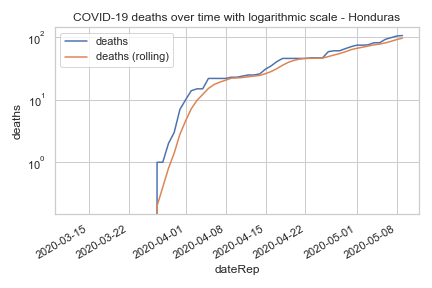 COVID-19 deaths over time with logarithmic scale - Honduras
deaths
deaths (rolling)
10²
10¹
10⁰
deaths
2020-03-15
2020-03-22
2020-04-01
2020-04-08
2020-04-15
2020-04-22
2020-05-01
2020-05-08
dateRep